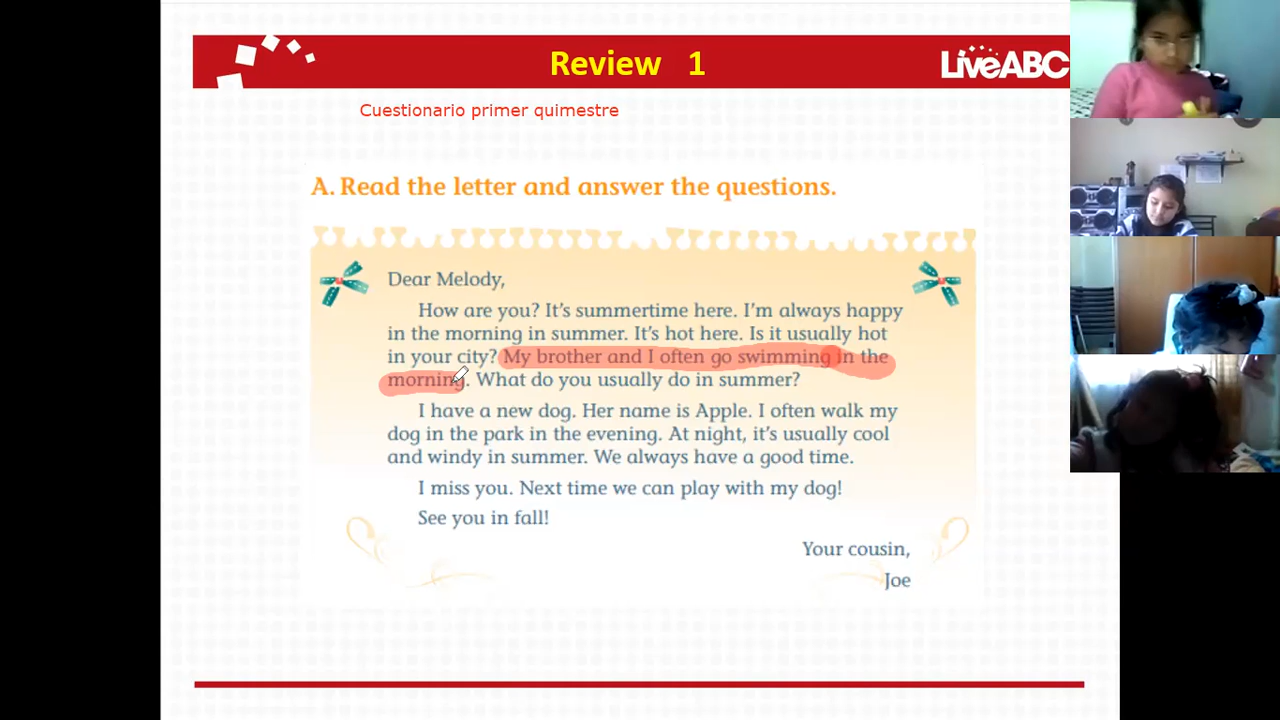 Review 1
LiveABC
Cuestionario primer quimestre
A. Read the letter and answer the questions.
Dear Melody,
How are you? It's summertime here. I'm always happy
in the morning in summer. It's hot here. Is it usually hot
in your city? My brother and I often go swimming in the
morning. What do you usually do in summer?
I have a new dog. Her name is Apple. I often walk my
dog in the park in the evening. At night, it's usually cool
and windy in summer. We always have a good time.
I miss you. Next time we can play with my dog!
See you in fall!
Your cousin,
Joe